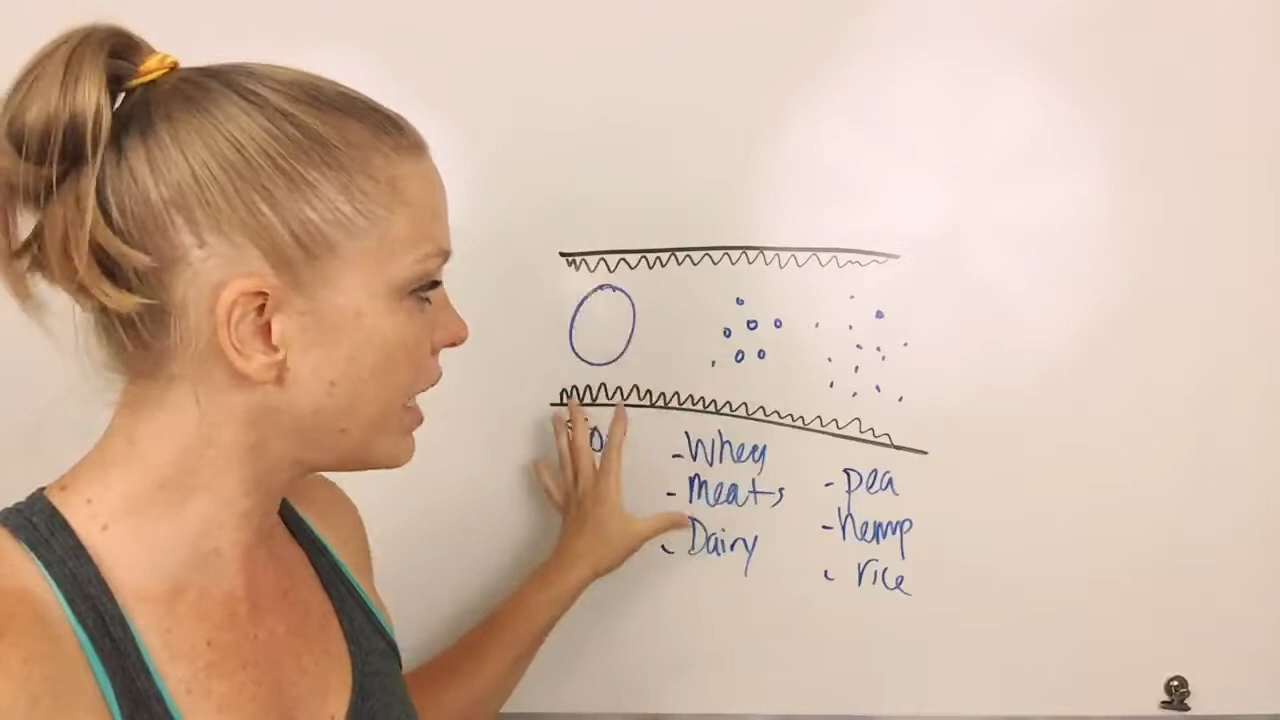 - Whey
- Meats
- Dairy
- pea
- hemp
- rice